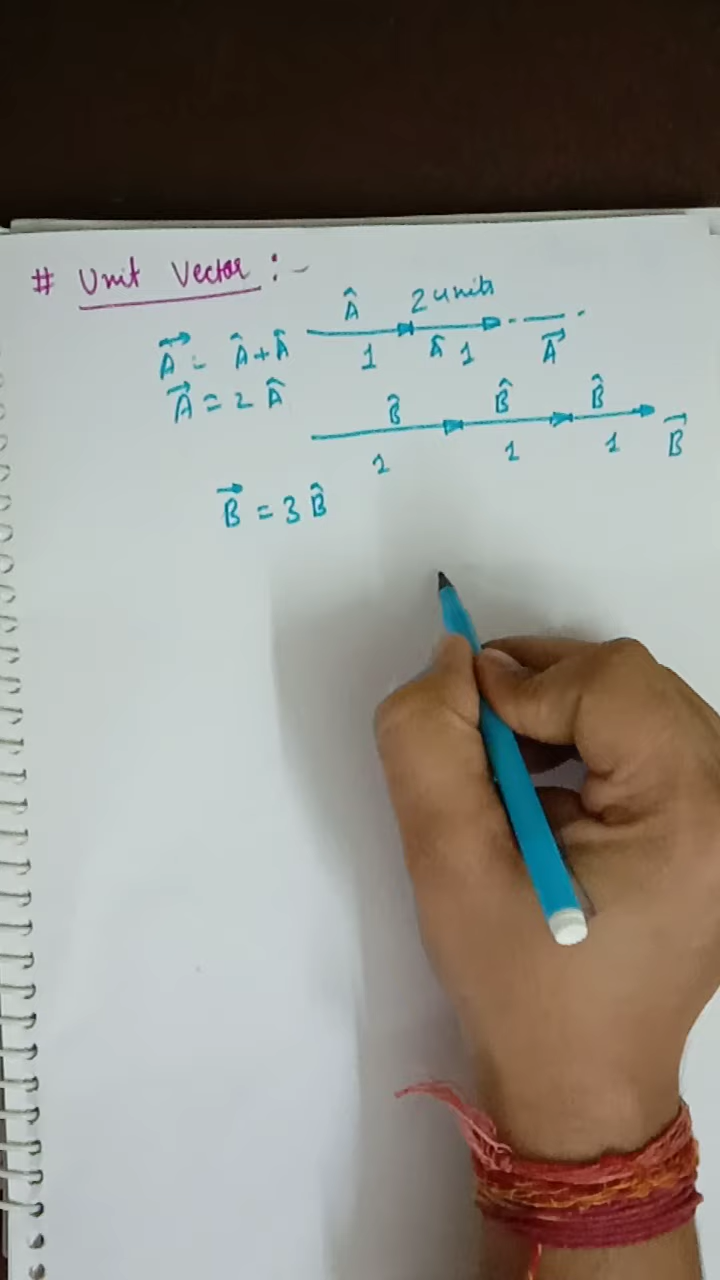 # Unit Vector :-
Â 2 units
A⃗ = Â + Â 1 Â 1 A⃗
A⃗ = 2 Â
B̂ B̂ B̂
1 1 1 B⃗
B⃗ = 3 B̂